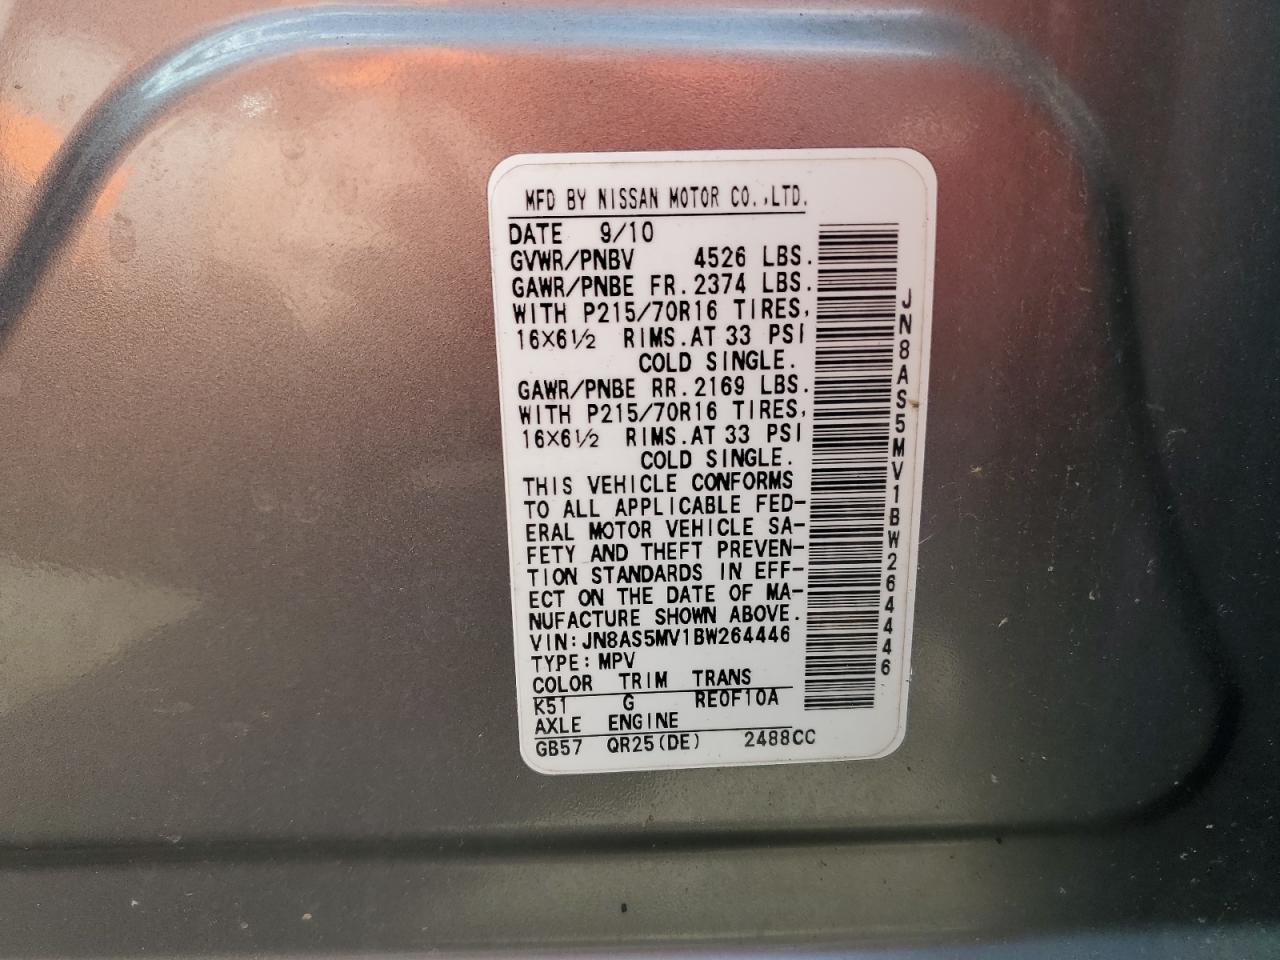 MFD BY NISSAN MOTOR CO.,LTD.
DATE 9/10
GVWR/PNBV 4526 LBS.
GAWR/PNBE FR.2374 LBS.
WITH P215/70R16 TIRES,
16X6½ RIMS.AT 33 PSI
COLD SINGLE.
GAWR/PNBE RR.2169 LBS.
WITH P215/70R16 TIRES,
16X6½ RIMS.AT 33 PSI
COLD SINGLE.
THIS VEHICLE CONFORMS
TO ALL APPLICABLE FED-
ERAL MOTOR VEHICLE SA-
FETY AND THEFT PREVEN-
TION STANDARDS IN EFF-
ECT ON THE DATE OF MA-
NUFACTURE SHOWN ABOVE.
VIN:JN8AS5MV1BW264446
TYPE:MPV
COLOR TRIM TRANS
K51 G RE0F10A
AXLE ENGINE
GB57 QR25(DE) 2488CC
JN8AS5MV1BW264446